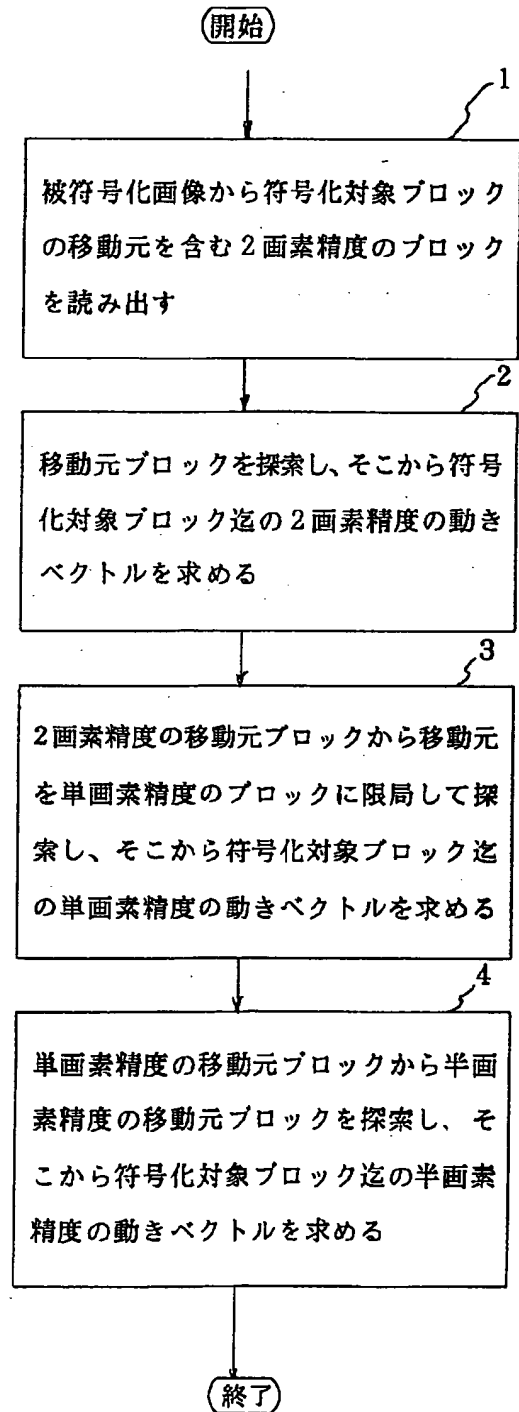 開始
1
被符号化画像から符号化対象ブロック
の移動元を含む2画素精度のブロック
を読み出す
2
移動元ブロックを探索し、そこから符号
化対象ブロック迄の2画素精度の動き
ベクトルを求める
3
2画素精度の移動元ブロックから移動元
を単画素精度のブロックに限局して探
索し、そこから符号化対象ブロック迄
の単画素精度の動きベクトルを求める
4
単画素精度の移動元ブロックから半画
素精度の移動元ブロックを探索し、そ
こから符号化対象ブロック迄の半画素
精度の動きベクトルを求める
終了